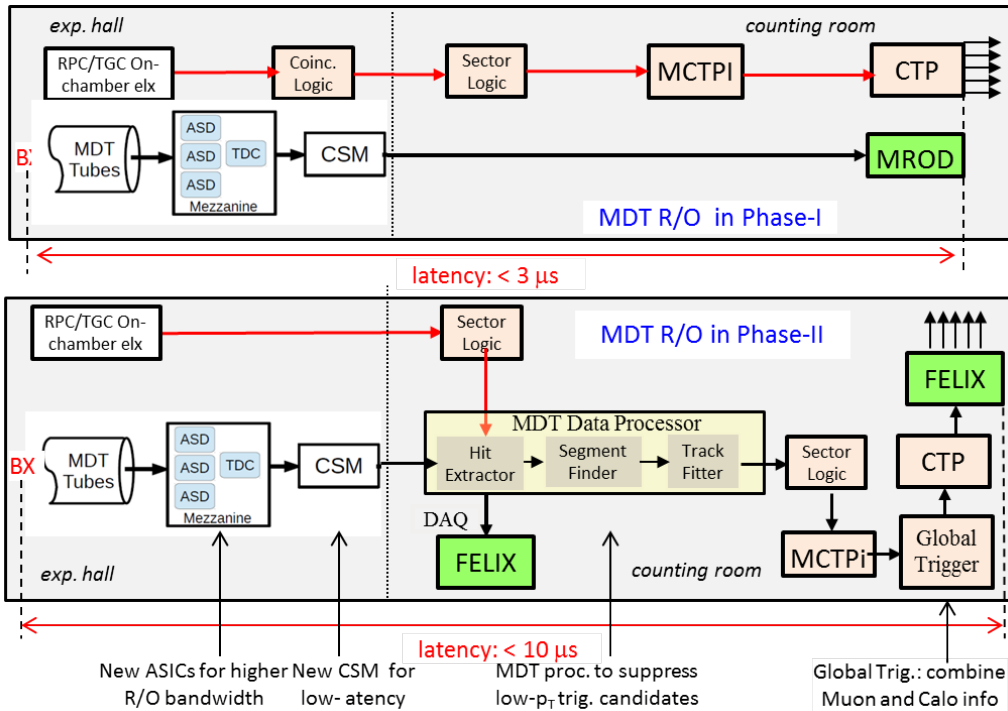 exp. hall
counting room
RPC/TGC On-
chamber elx
Coinc.
Logic
Sector
Logic
MCTPI
CTP
BX
MDT
Tubes
ASD
ASD
ASD
TDC
Mezzanine
CSM
MROD
MDT R/O in Phase-I
latency: < 3 μs
RPC/TGC On-
chamber elx
Sector
Logic
MDT R/O in Phase-II
FELIX
MDT Data Processor
BX
MDT
Tubes
ASD
ASD
ASD
TDC
Mezzanine
CSM
Hit
Extractor
Segment
Finder
Track
Fitter
Sector
Logic
CTP
DAQ
FELIX
MCTPi
Global
Trigger
exp. hall
counting room
latency: < 10 μs
New ASICs for higher
R/O bandwidth
New CSM for
low- atency
MDT proc. to suppress
low-pT trig. candidates
Global Trig.: combine
Muon and Calo info